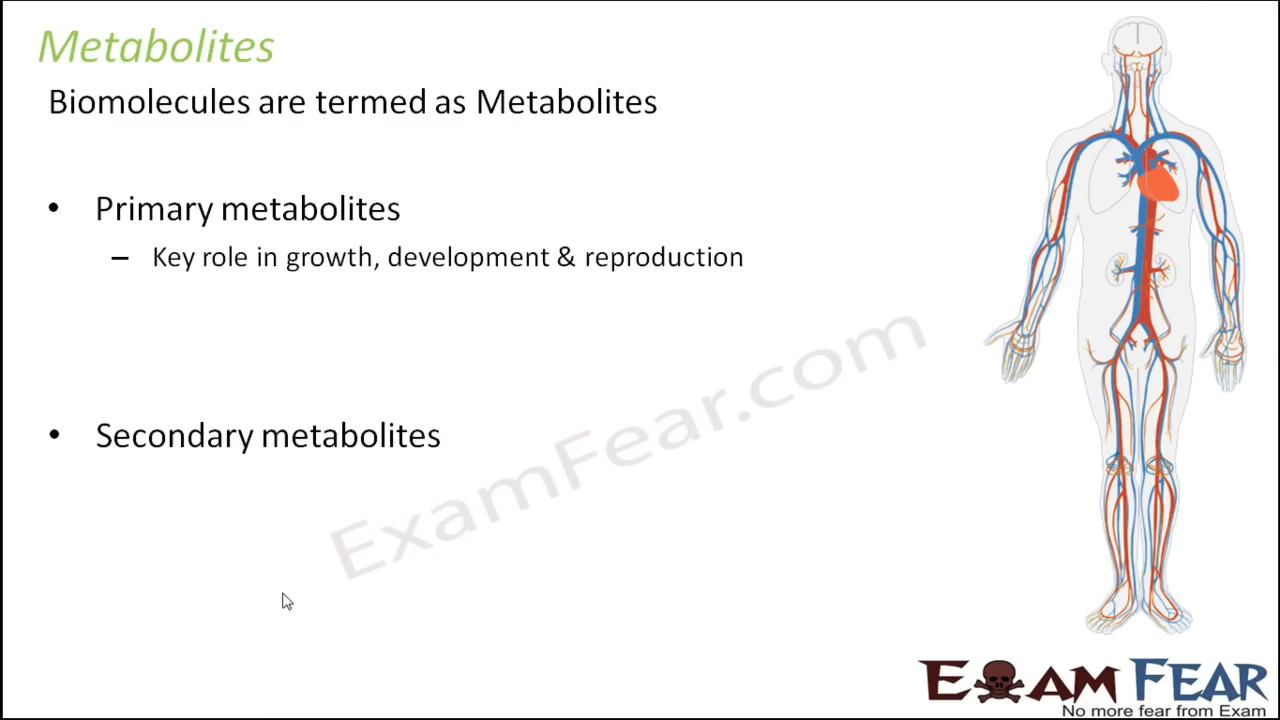 Metabolites
Biomolecules are termed as Metabolites
• Primary metabolites
– Key role in growth, development & reproduction
• Secondary metabolites
ExamFear.com
EXAM FEAR
No more fear from Exam